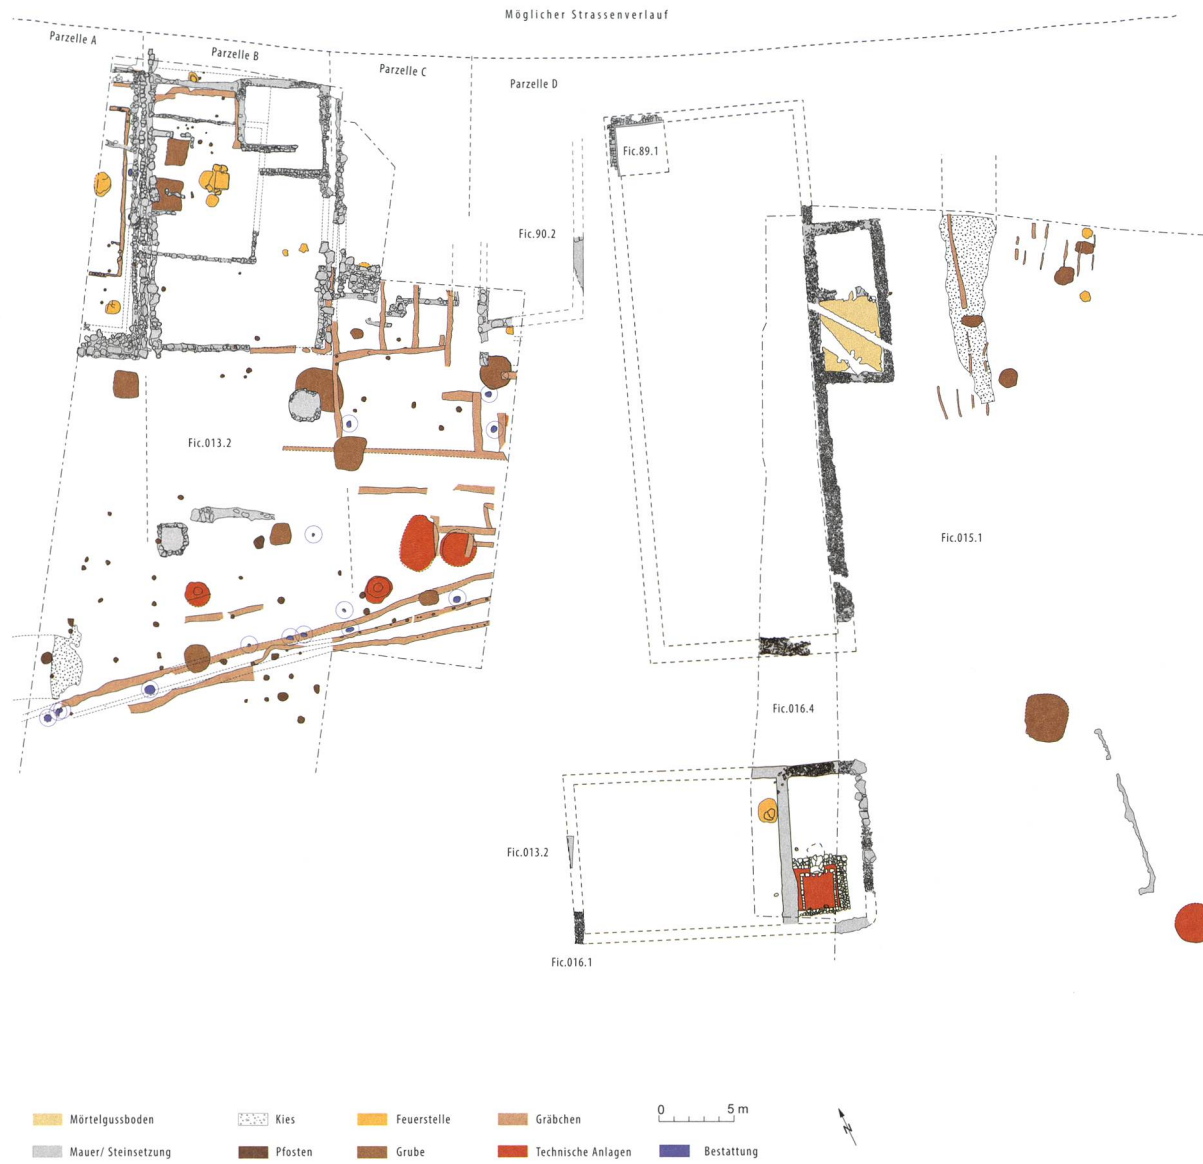 Möglicher Strassenverlauf
Parzelle A
Parzelle B
Parzelle C
Parzelle D
Fic.89.1
Fic.90.2
Fic.013.2
Fic.015.1
Fic.016.4
Fic.013.2
Fic.016.1
Mörtelgussboden
Kies
Feuerstelle
Gräbchen
0 5 m
Mauer/ Steinsetzung
Pfosten
Grube
Technische Anlagen
Bestattung
N